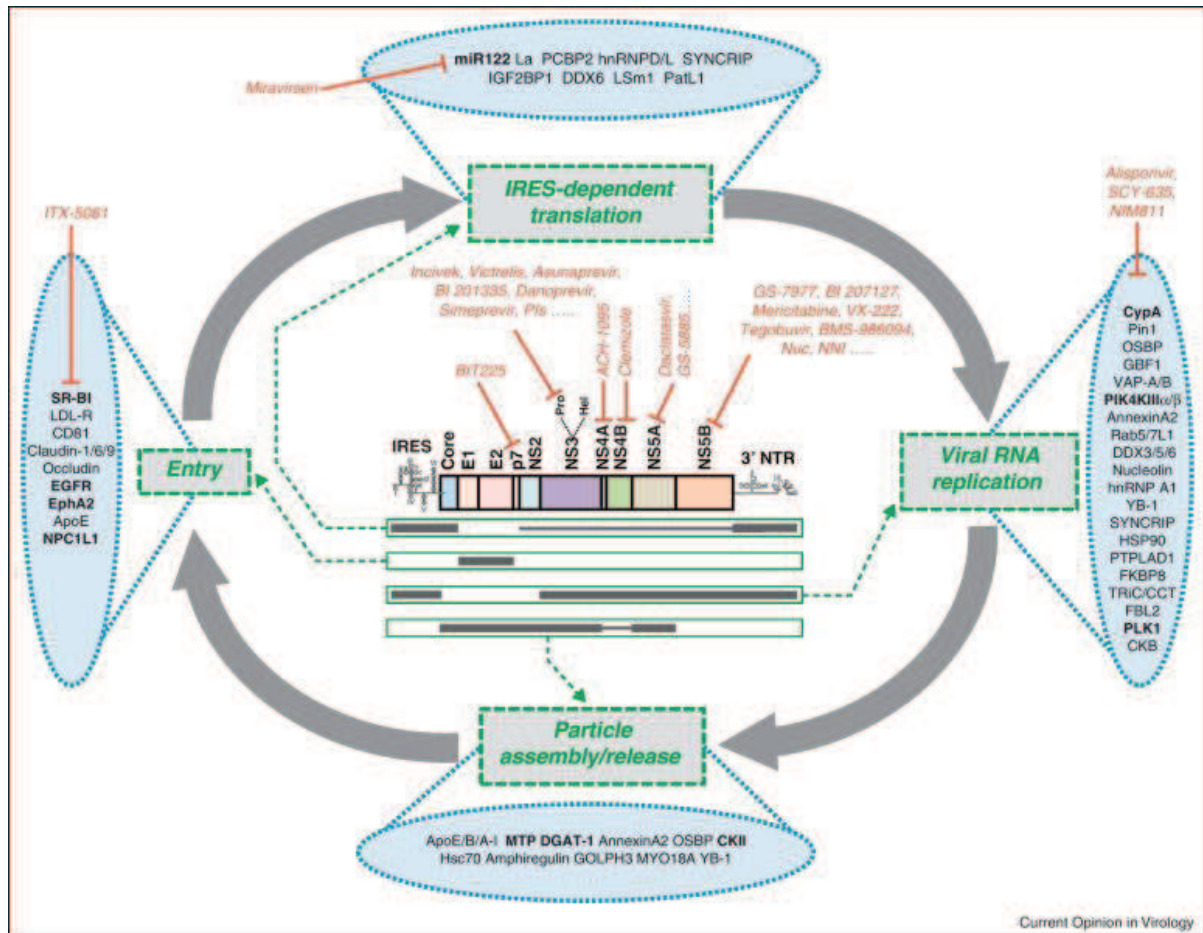 miR122 La PCBP2 hnRNPD/L SYNCRIP
IGF2BP1 DDX6 LSm1 PatL1
Miravirsen
IRES-dependent
translation
Alisporivir,
SCY-635,
NIM811
ITX-5061
Incivek, Victrelis, Asunaprevir,
BI 201335, Danoprevir,
Simeprevir, PIs .....
ACH-1095
Clemizole
Daclatasvir,
GS-5885.....
GS-7977, BI 207127,
Mericitabine, VX-222,
Tegobuvir, BMS-986094,
Nuc, NNI .....
BIT225
SR-BI
LDL-R
CD81
Claudin-1/6/9
Occludin
EGFR
EphA2
ApoE
NPC1L1
Entry
Pro
Hel
IRES
Core
E1
E2
p7
NS2
NS3
NS4A
NS4B
NS5A
NS5B
3' NTR
Viral RNA
replication
CypA
Pin1
OSBP
GBF1
VAP-A/B
PIK4KIIIα/β
AnnexinA2
Rab5/7L1
DDX3/5/6
Nucleolin
hnRNP A1
YB-1
SYNCRIP
HSP90
PTPLAD1
FKBP8
TRiC/CCT
FBL2
PLK1
CKB
Particle
assembly/release
ApoE/B/A-I MTP DGAT-1 AnnexinA2 OSBP CKII
Hsc70 Amphiregulin GOLPH3 MYO18A YB-1
Current Opinion in Virology